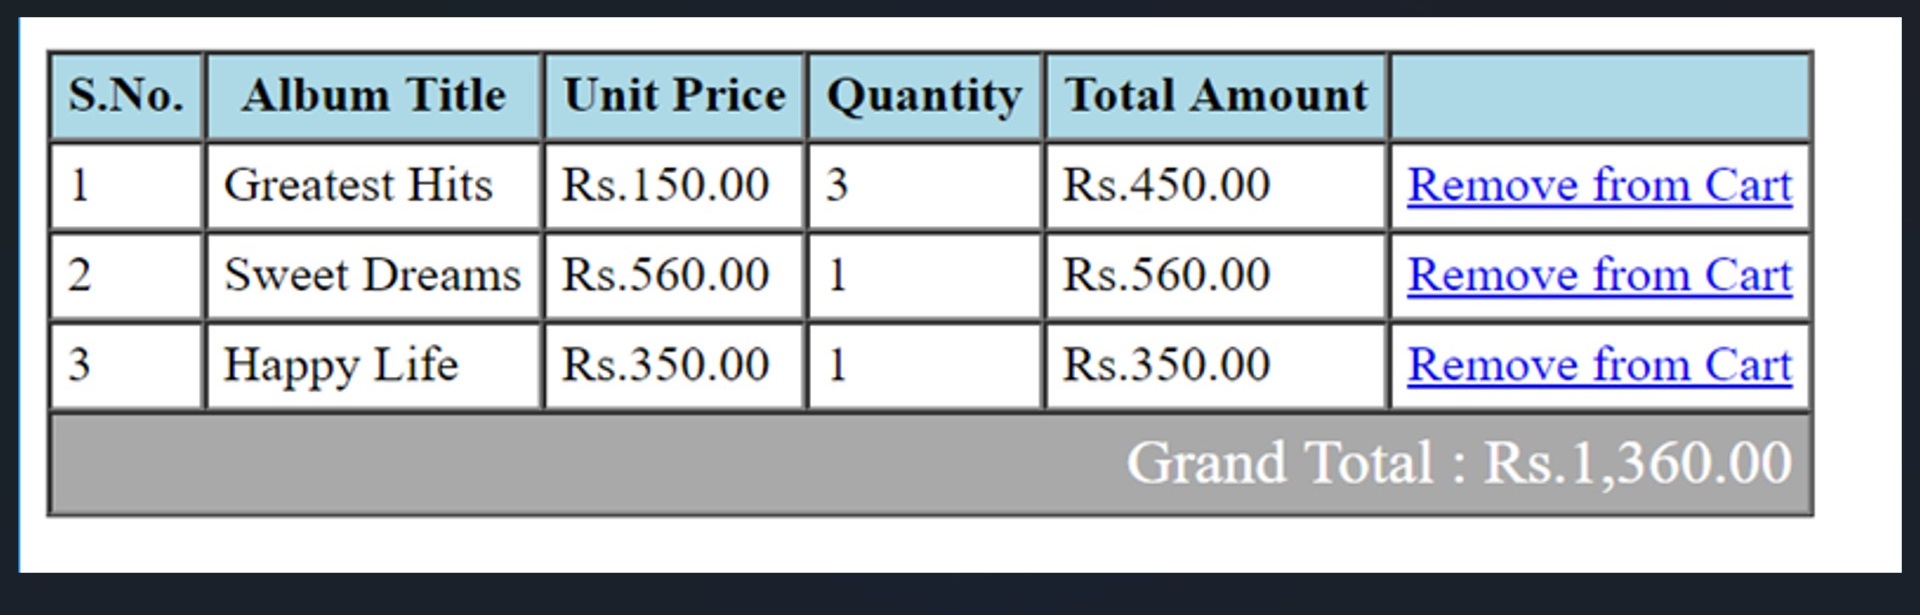 S.No. Album Title Unit Price Quantity Total Amount
1 Greatest Hits Rs.150.00 3 Rs.450.00 Remove from Cart
2 Sweet Dreams Rs.560.00 1 Rs.560.00 Remove from Cart
3 Happy Life Rs.350.00 1 Rs.350.00 Remove from Cart
Grand Total : Rs.1,360.00